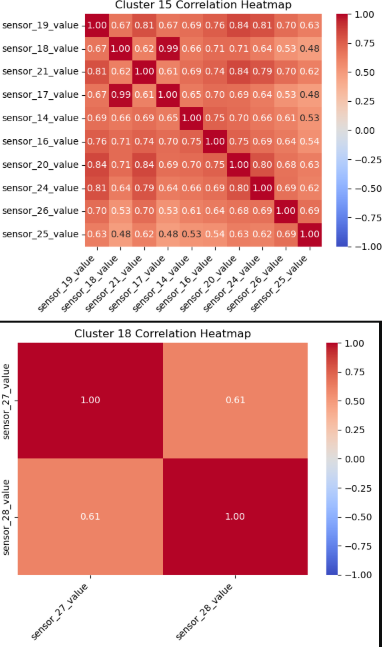 Cluster 15 Correlation Heatmap
sensor_19_value 1.00 0.67 0.81 0.67 0.69 0.76 0.84 0.81 0.70 0.63
sensor_18_value 0.67 1.00 0.62 0.99 0.66 0.71 0.71 0.64 0.53 0.48
sensor_21_value 0.81 0.62 1.00 0.61 0.69 0.74 0.84 0.79 0.70 0.62
sensor_17_value 0.67 0.99 0.61 1.00 0.65 0.70 0.69 0.64 0.53 0.48
sensor_14_value 0.69 0.66 0.69 0.65 1.00 0.75 0.70 0.66 0.61 0.53
sensor_16_value 0.76 0.71 0.74 0.70 0.75 1.00 0.75 0.69 0.64 0.54
sensor_20_value 0.84 0.71 0.84 0.69 0.70 0.75 1.00 0.80 0.68 0.63
sensor_24_value 0.81 0.64 0.79 0.64 0.66 0.69 0.80 1.00 0.69 0.62
sensor_26_value 0.70 0.53 0.70 0.53 0.61 0.64 0.68 0.69 1.00 0.69
sensor_25_value 0.63 0.48 0.62 0.48 0.53 0.54 0.63 0.62 0.69 1.00
sensor_19_value sensor_18_value sensor_21_value sensor_17_value sensor_14_value sensor_16_value sensor_20_value sensor_24_value sensor_26_value sensor_25_value
1.00
0.75
0.50
0.25
0.00
−0.25
−0.50
−0.75
−1.00
Cluster 18 Correlation Heatmap
sensor_27_value
1.00 0.61
sensor_28_value
0.61 1.00
sensor_27_value sensor_28_value
1.00
0.75
0.50
0.25
0.00
−0.25
−0.50
−0.75
−1.00